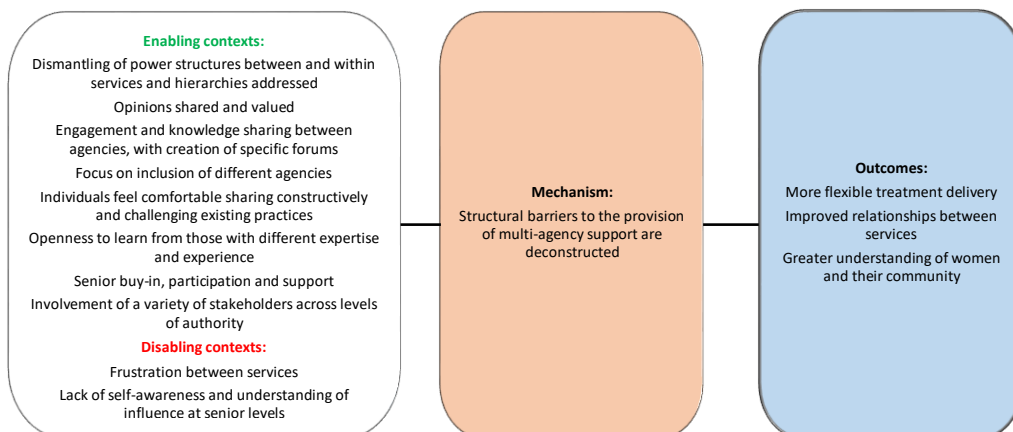 Enabling contexts:
Dismantling of power structures between and within
services and hierarchies addressed
Opinions shared and valued
Engagement and knowledge sharing between
agencies, with creation of specific forums
Focus on inclusion of different agencies
Individuals feel comfortable sharing constructively
and challenging existing practices
Openness to learn from those with different expertise
and experience
Senior buy-in, participation and support
Involvement of a variety of stakeholders across levels
of authority
Disabling contexts:
Frustration between services
Lack of self-awareness and understanding of
influence at senior levels
Mechanism:
Structural barriers to the provision
of multi-agency support are
deconstructed
Outcomes:
More flexible treatment delivery
Improved relationships between
services
Greater understanding of women
and their community